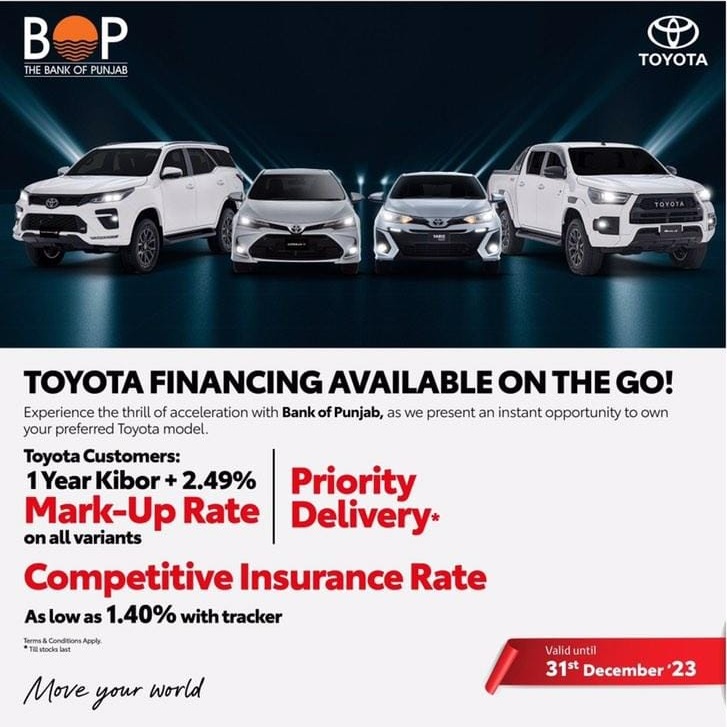 BOP
THE BANK OF PUNJAB
TOYOTA
TOYOTA
TOYOTA FINANCING AVAILABLE ON THE GO!
Experience the thrill of acceleration with Bank of Punjab, as we present an instant opportunity to own
your preferred Toyota model.
Toyota Customers:
1 Year Kibor + 2.49%
Mark-Up Rate
on all variants
Priority
Delivery*
Competitive Insurance Rate
As low as 1.40% with tracker
Terms & Conditions Apply.
* Till stocks last
Valid until
31st December '23
Move your world